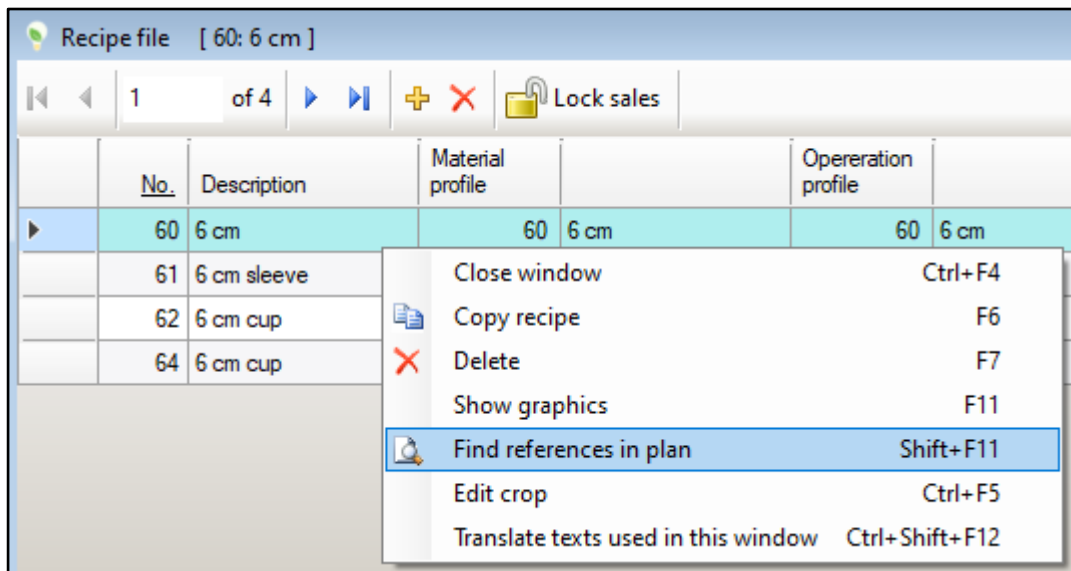 Recipe file [ 60: 6 cm ]
1 of 4 Lock sales
No. Description Material profile Opereration profile
60 6 cm 60 6 cm 60 6 cm
61 6 cm sleeve
62 6 cm cup
64 6 cm cup
Close window Ctrl+F4
Copy recipe F6
Delete F7
Show graphics F11
Find references in plan Shift+F11
Edit crop Ctrl+F5
Translate texts used in this window Ctrl+Shift+F12